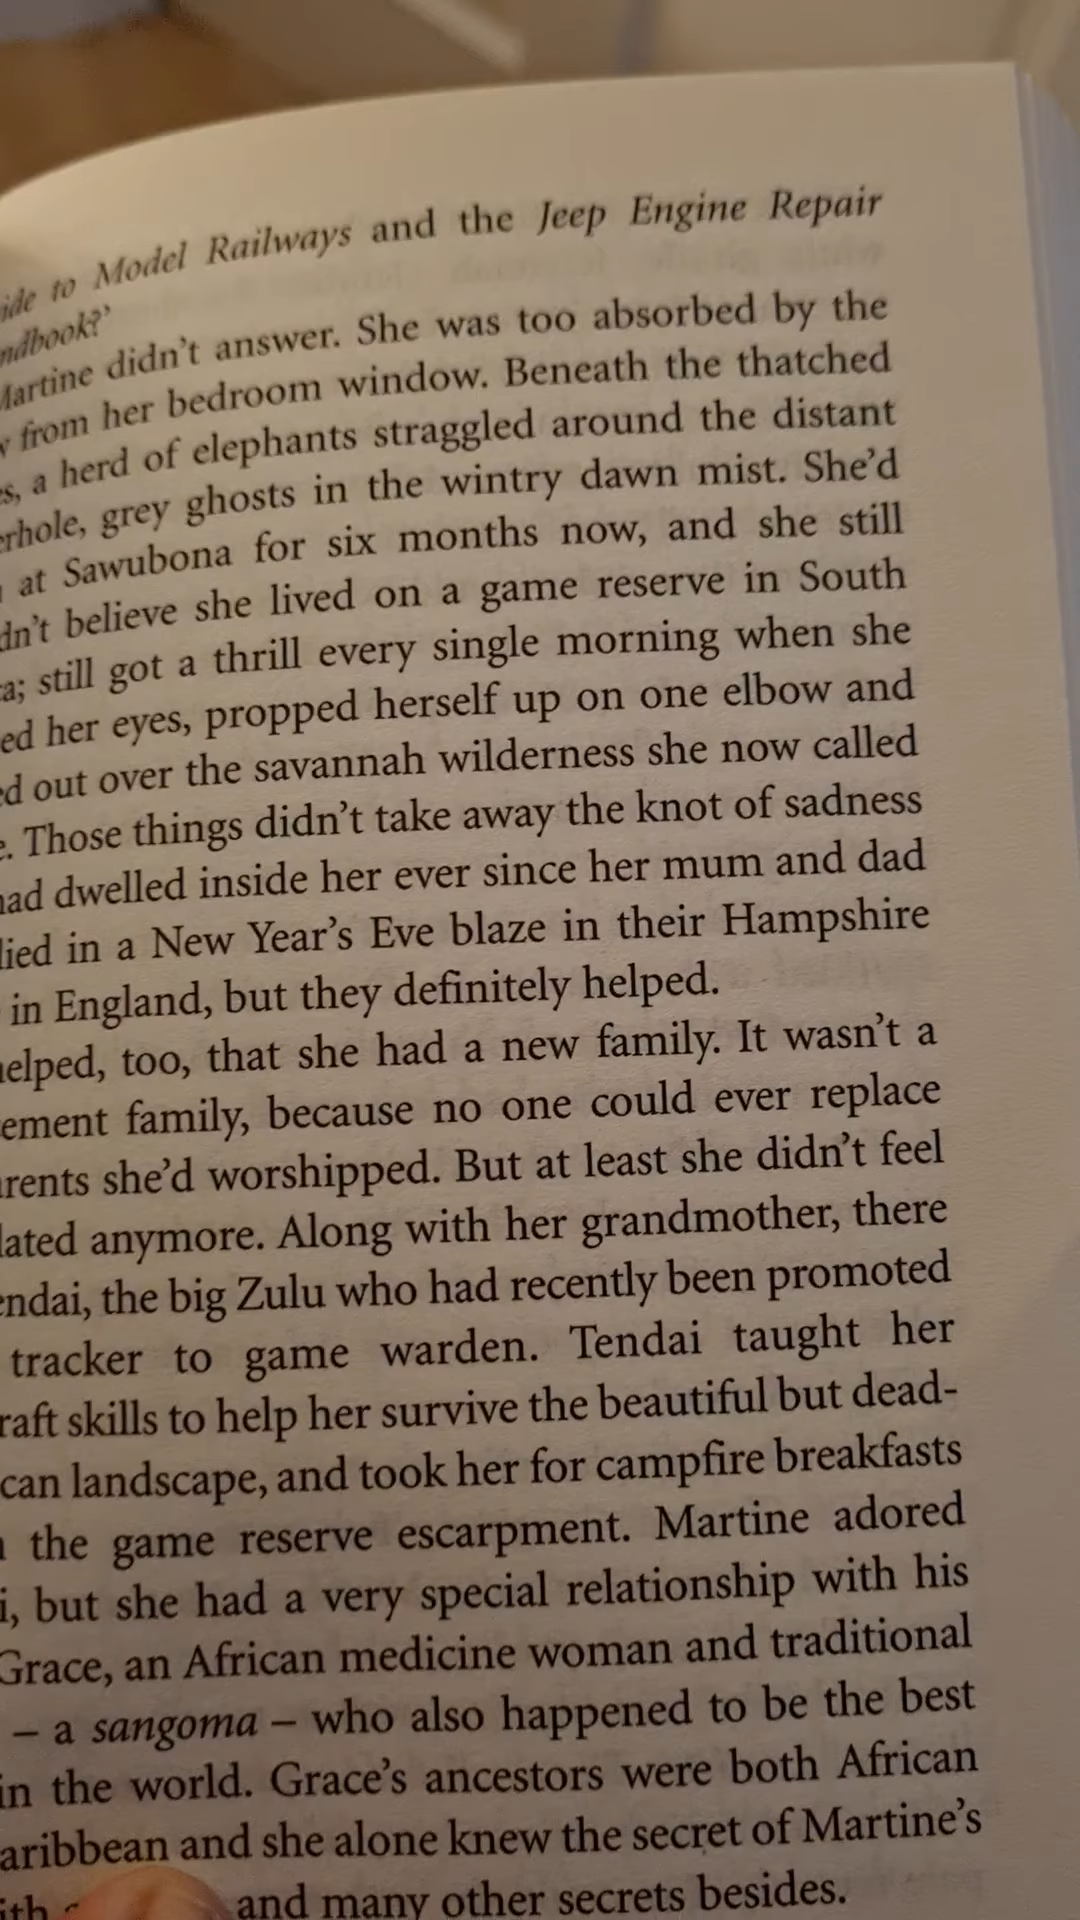 ide to Model Railways and the Jeep Engine Repair
ndbook?'
Martine didn't answer. She was too absorbed by the
from her bedroom window. Beneath the thatched
es, a herd of elephants straggled around the distant
erhole, grey ghosts in the wintry dawn mist. She'd
at Sawubona for six months now, and she still
dn't believe she lived on a game reserve in South
a; still got a thrill every single morning when she
ed her eyes, propped herself up on one elbow and
ed out over the savannah wilderness she now called
e. Those things didn't take away the knot of sadness
had dwelled inside her ever since her mum and dad
died in a New Year's Eve blaze in their Hampshire
in England, but they definitely helped.
helped, too, that she had a new family. It wasn't a
ement family, because no one could ever replace
arents she'd worshipped. But at least she didn't feel
lated anymore. Along with her grandmother, there
endai, the big Zulu who had recently been promoted
tracker to game warden. Tendai taught her
raft skills to help her survive the beautiful but dead-
can landscape, and took her for campfire breakfasts
the game reserve escarpment. Martine adored
i, but she had a very special relationship with his
Grace, an African medicine woman and traditional
– a sangoma – who also happened to be the best
in the world. Grace's ancestors were both African
aribbean and she alone knew the secret of Martine's
ith and many other secrets besides.